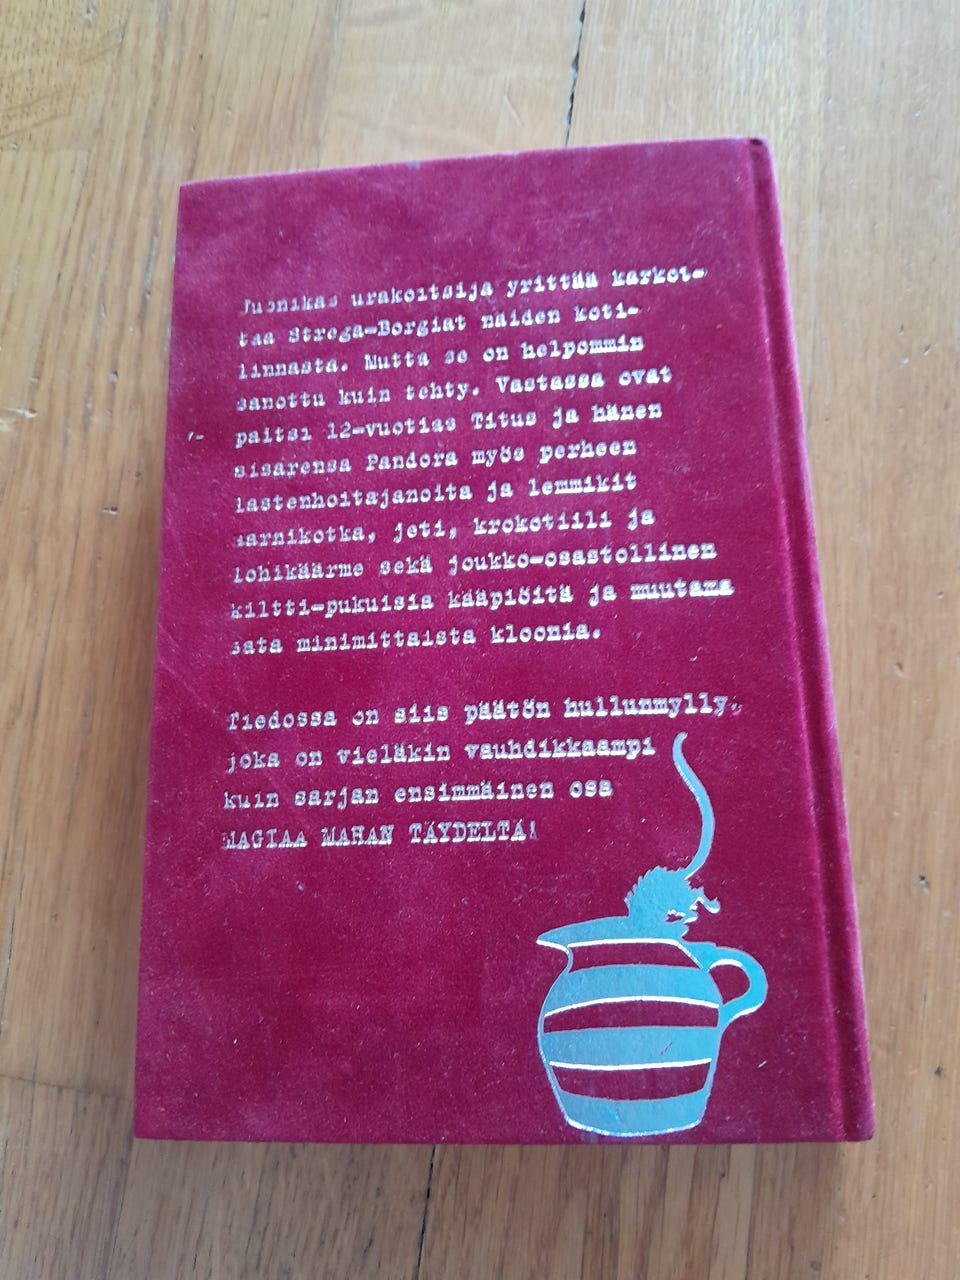 Juonikas urakoitsija yrittää karkot-
taa Strega-Borgiat näiden koti-
linnasta. Mutta se on helpommin
sanottu kuin tehty. Vastassa ovat
paitsi 12-vuotias Titus ja hänen
sisarensa Pandora myös perheen
lastenhoitajanoita ja lemmikit
aarnikotka, jeti, krokotiili ja
lohikäärme sekä joukko-osastollinen
kiltti-pukuisia kääpiöitä ja muutama
sata minimittaista kloonia.
Tiedossa on siis päätön hullunmylly,
joka on vieläkin vauhdikkaampi
kuin sarjan ensimmäinen osa
MAGIAA MAHAN TÄYDELTÄ!